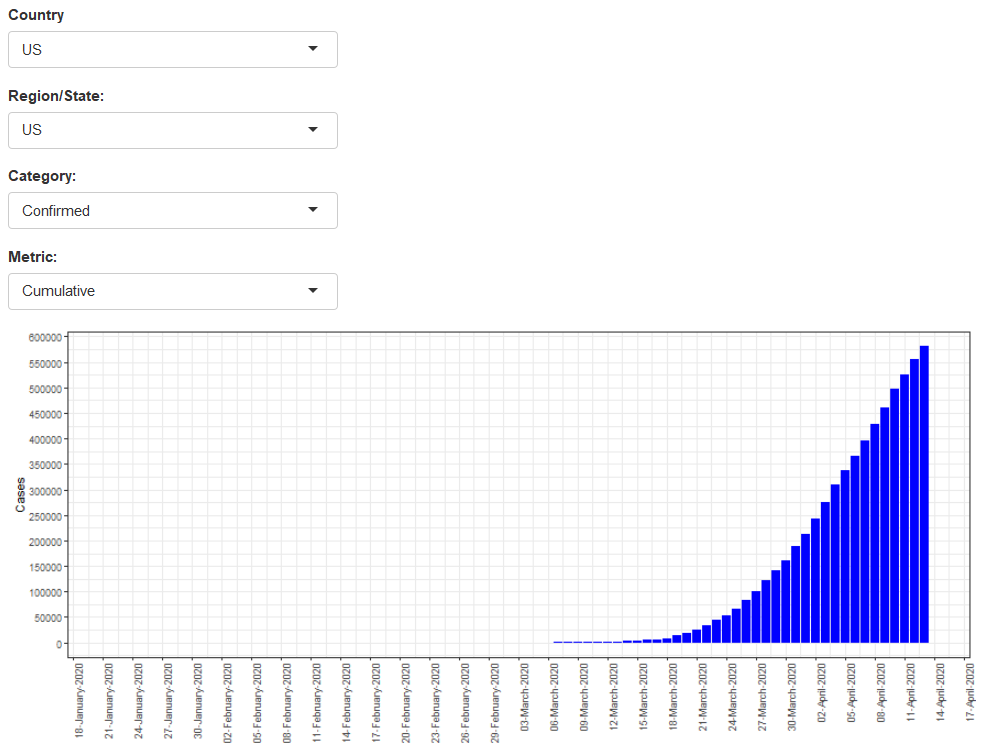 Country
US
Region/State:
US
Category:
Confirmed
Metric:
Cumulative
600000
550000
500000
450000
400000
350000
300000
250000
200000
150000
100000
50000
0
Cases
18-January-2020
21-January-2020
24-January-2020
27-January-2020
30-January-2020
02-February-2020
05-February-2020
08-February-2020
11-February-2020
14-February-2020
17-February-2020
20-February-2020
23-February-2020
26-February-2020
29-February-2020
03-March-2020
06-March-2020
09-March-2020
12-March-2020
15-March-2020
18-March-2020
21-March-2020
24-March-2020
27-March-2020
30-March-2020
02-April-2020
05-April-2020
08-April-2020
11-April-2020
14-April-2020
17-April-2020